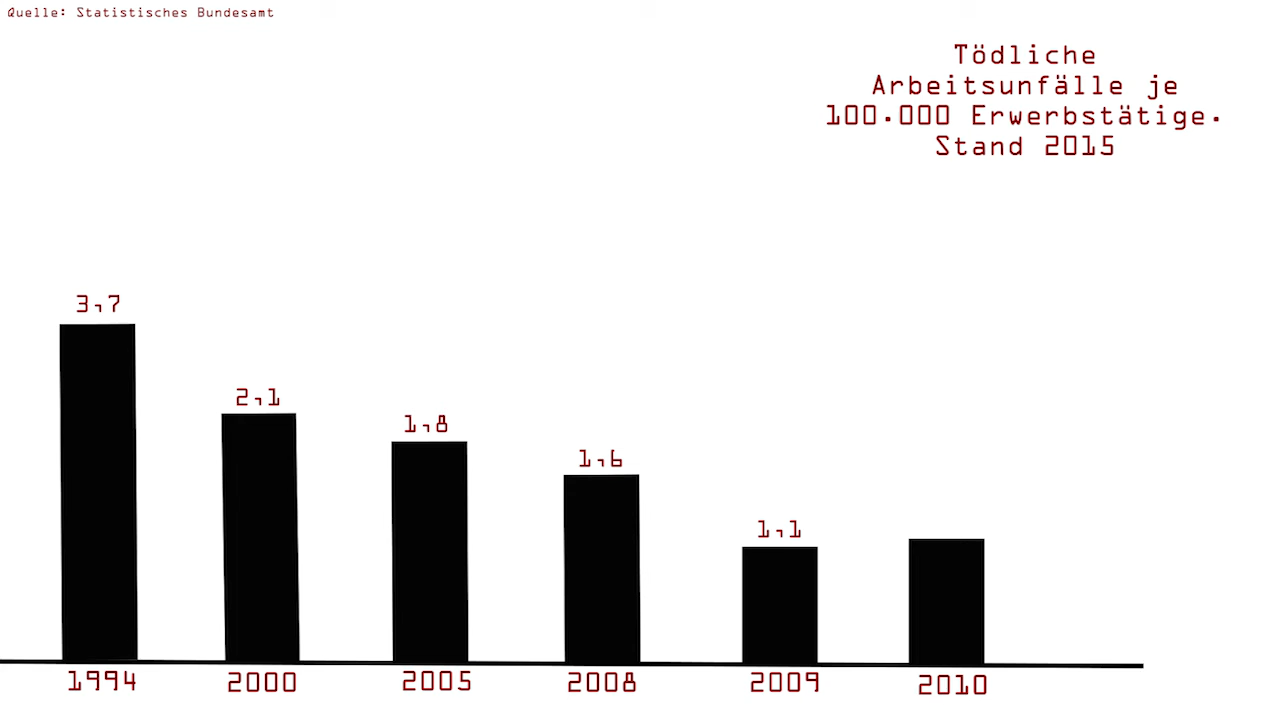 Quelle: Statistisches Bundesamt
Tödliche
Arbeitsunfälle je
100.000 Erwerbstätige.
Stand 2015
3,7
2,1
1,8
1,6
1,1
1994
2000
2005
2008
2009
2010